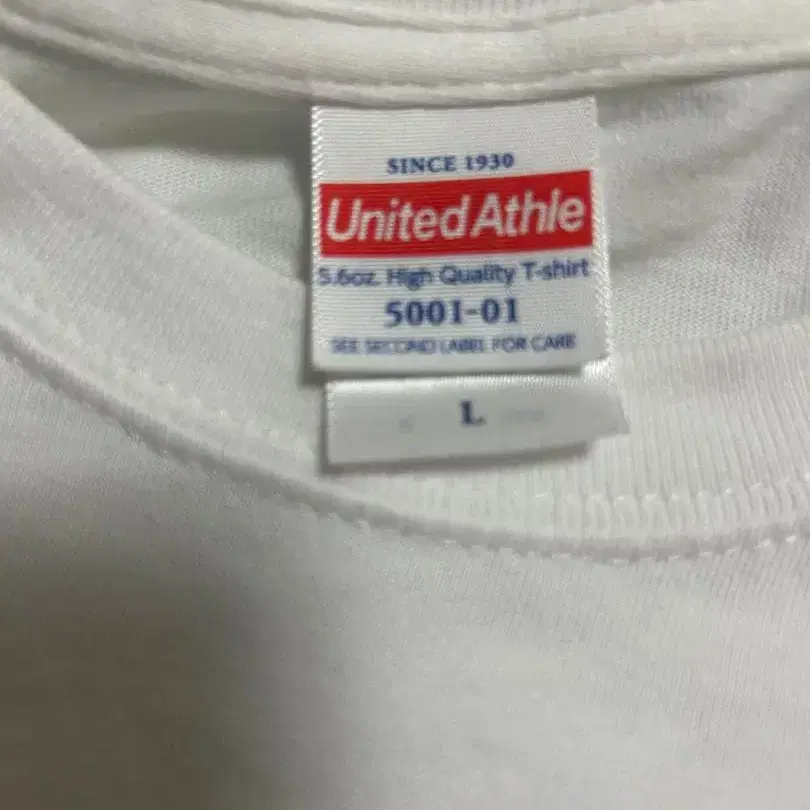 SINCE 1930
United Athle
5.6oz. High Quality T-shirt
5001-01
SEE SECOND LABEL FOR CARE
L